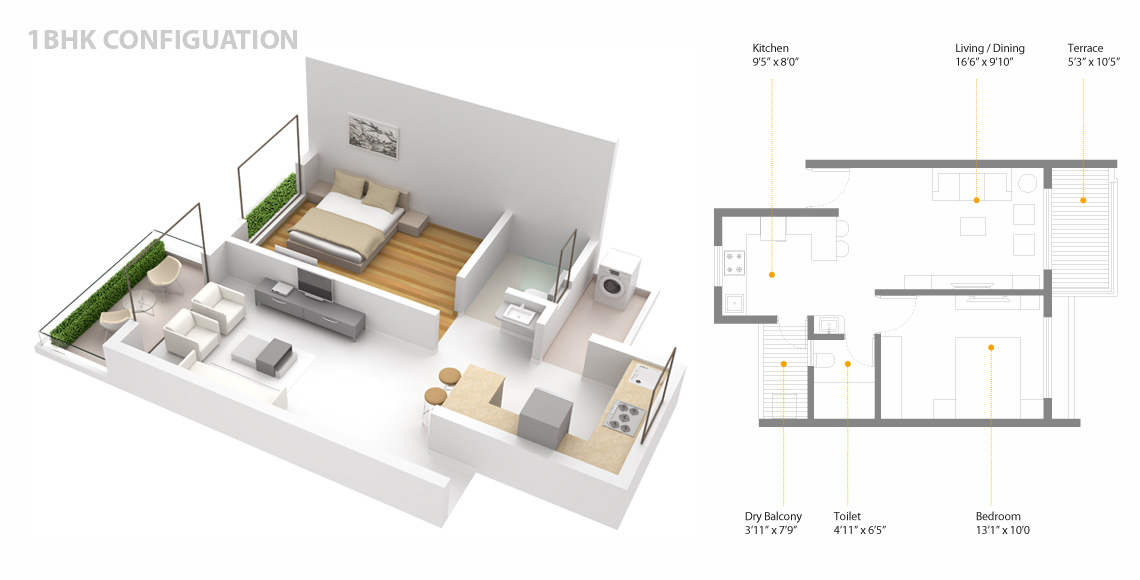 1BHK CONFIGUATION
Kitchen
9'5" x 8'0"
Living / Dining
16'6" x 9'10"
Terrace
5'3" x 10'5"
Dry Balcony
3'11" x 7'9"
Toilet
4'11" x 6'5"
Bedroom
13'1" x 10'0